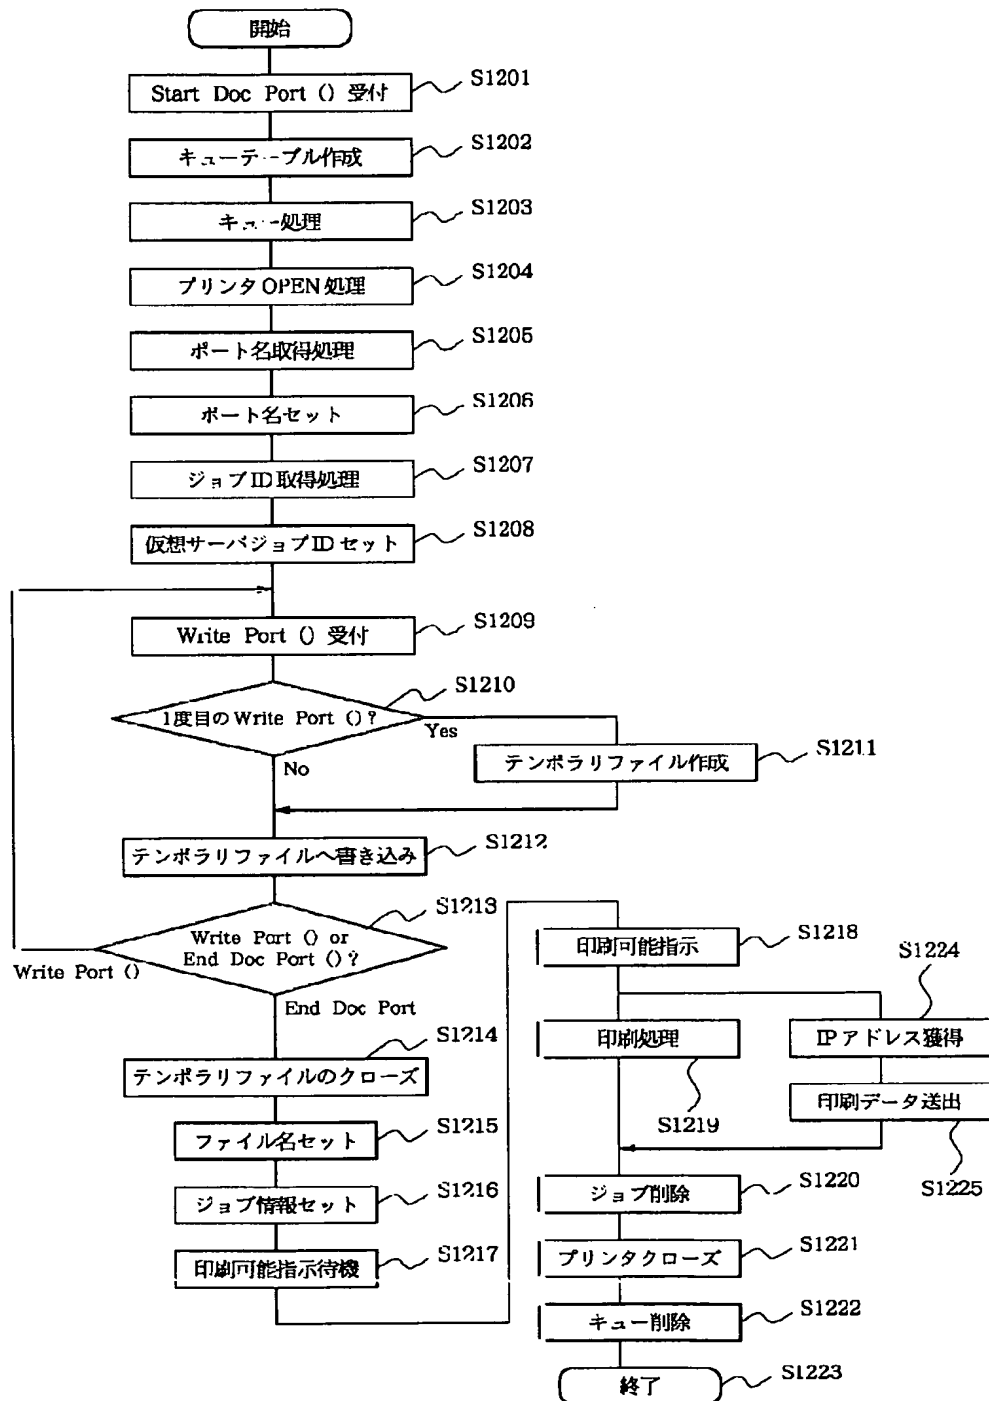 開始
Start Doc Port () 受付
S1201
キューテーブル作成
S1202
キュー処理
S1203
プリンタOPEN処理
S1204
ポート名取得処理
S1205
ポート名セット
S1206
ジョブID取得処理
S1207
仮想サーバジョブIDセット
S1208
Write Port () 受付
S1209
1度目のWrite Port ()?
S1210
Yes
No
テンポラリファイル作成
S1211
テンポラリファイルへ書き込み
S1212
Write Port () or
End Doc Port ()?
S1213
Write Port ()
End Doc Port
テンポラリファイルのクローズ
S1214
ファイル名セット
S1215
ジョブ情報セット
S1216
印刷可能指示待機
S1217
印刷可能指示
S1218
印刷処理
S1219
IPアドレス獲得
S1224
印刷データ送出
S1225
ジョブ削除
S1220
プリンタクローズ
S1221
キュー削除
S1222
終了
S1223